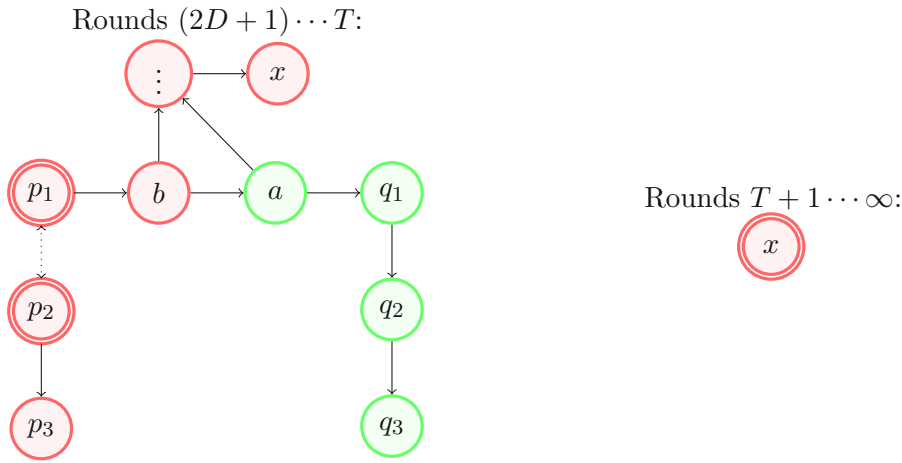 Rounds (2D + 1) ⋯ T:
⋮ x
p₁ b a q₁
Rounds T + 1 ⋯ ∞:
x
p₂ q₂
p₃ q₃